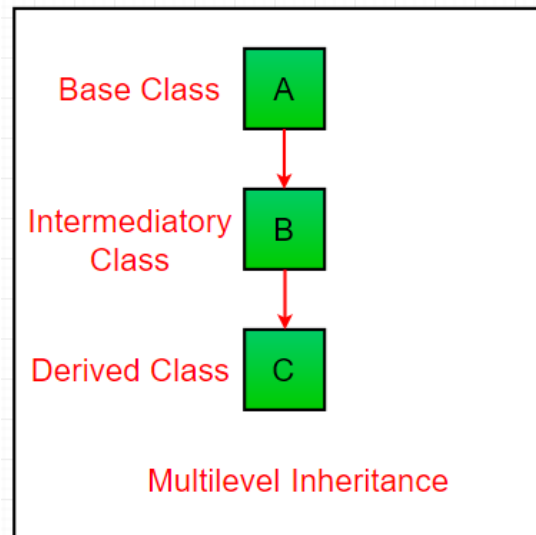 Base Class
A
Intermediatory
Class
B
Derived Class
C
Multilevel Inheritance